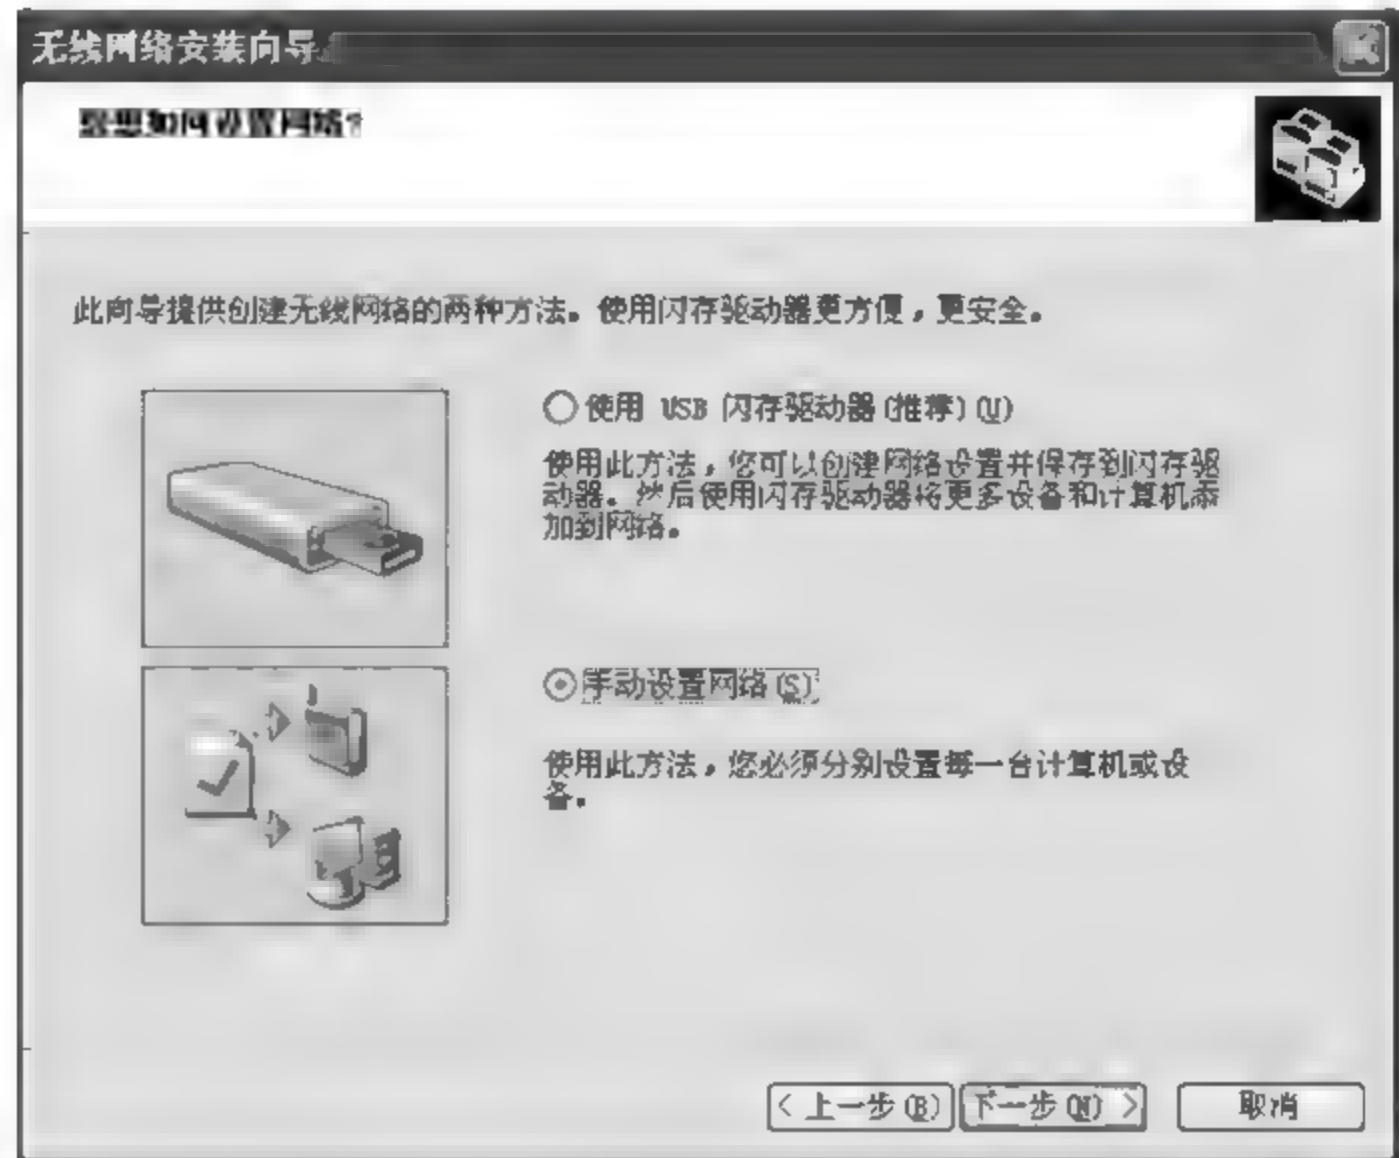 无线网络安装向导
您想如何设置网络?
此向导提供创建无线网络的两种方法。使用闪存驱动器更方便，更安全。
使用 USB 闪存驱动器(推荐)(U)
使用此方法，您可以创建网络设置并保存到闪存驱
动器。然后使用闪存驱动器将更多设备和计算机添
加到网络。
手动设置网络(S)
使用此方法，您必须分别设置每一台计算机或设
备。
< 上一步(B)
下一步(N) >
取消